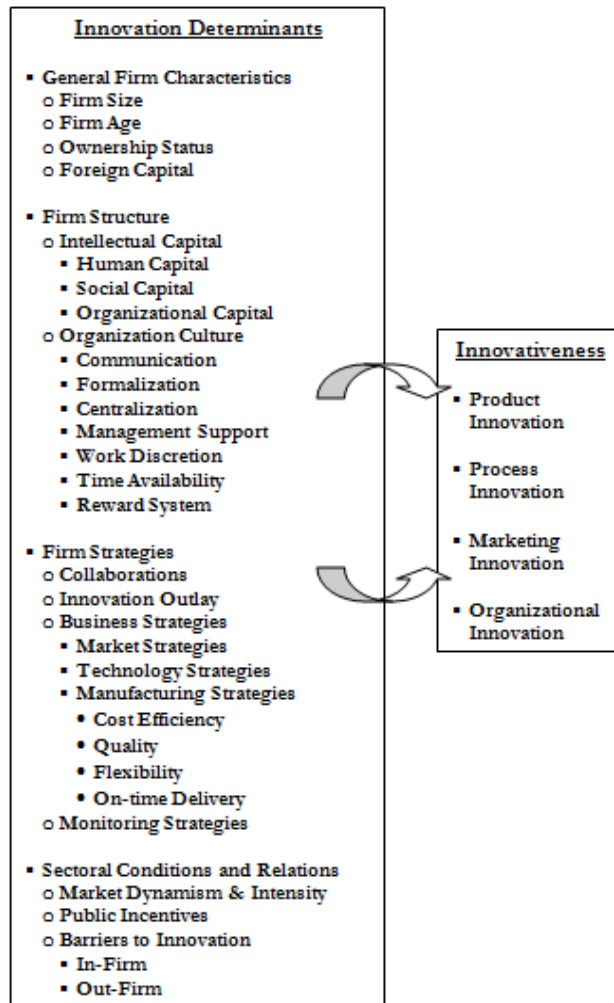 Innovation Determinants
▪ General Firm Characteristics
o Firm Size
o Firm Age
o Ownership Status
o Foreign Capital
▪ Firm Structure
o Intellectual Capital
▪ Human Capital
▪ Social Capital
▪ Organizational Capital
o Organization Culture
▪ Communication
▪ Formalization
▪ Centralization
▪ Management Support
▪ Work Discretion
▪ Time Availability
▪ Reward System
▪ Firm Strategies
o Collaborations
o Innovation Outlay
o Business Strategies
▪ Market Strategies
▪ Technology Strategies
▪ Manufacturing Strategies
• Cost Efficiency
• Quality
• Flexibility
• On-time Delivery
o Monitoring Strategies
▪ Sectoral Conditions and Relations
o Market Dynamism & Intensity
o Public Incentives
o Barriers to Innovation
▪ In-Firm
▪ Out-Firm
Innovativeness
▪ Product
Innovation
▪ Process
Innovation
▪ Marketing
Innovation
▪ Organizational
Innovation